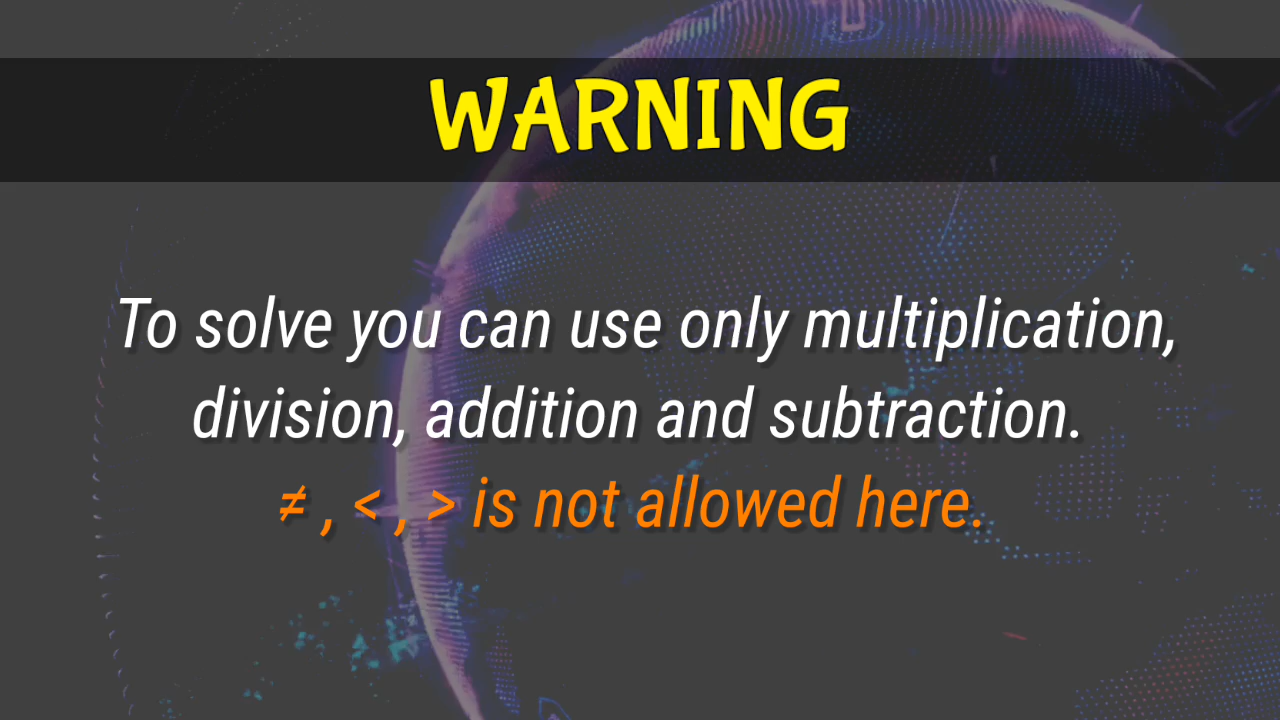 WARNING
To solve you can use only multiplication,
division, addition and subtraction.
≠ , < , > is not allowed here.